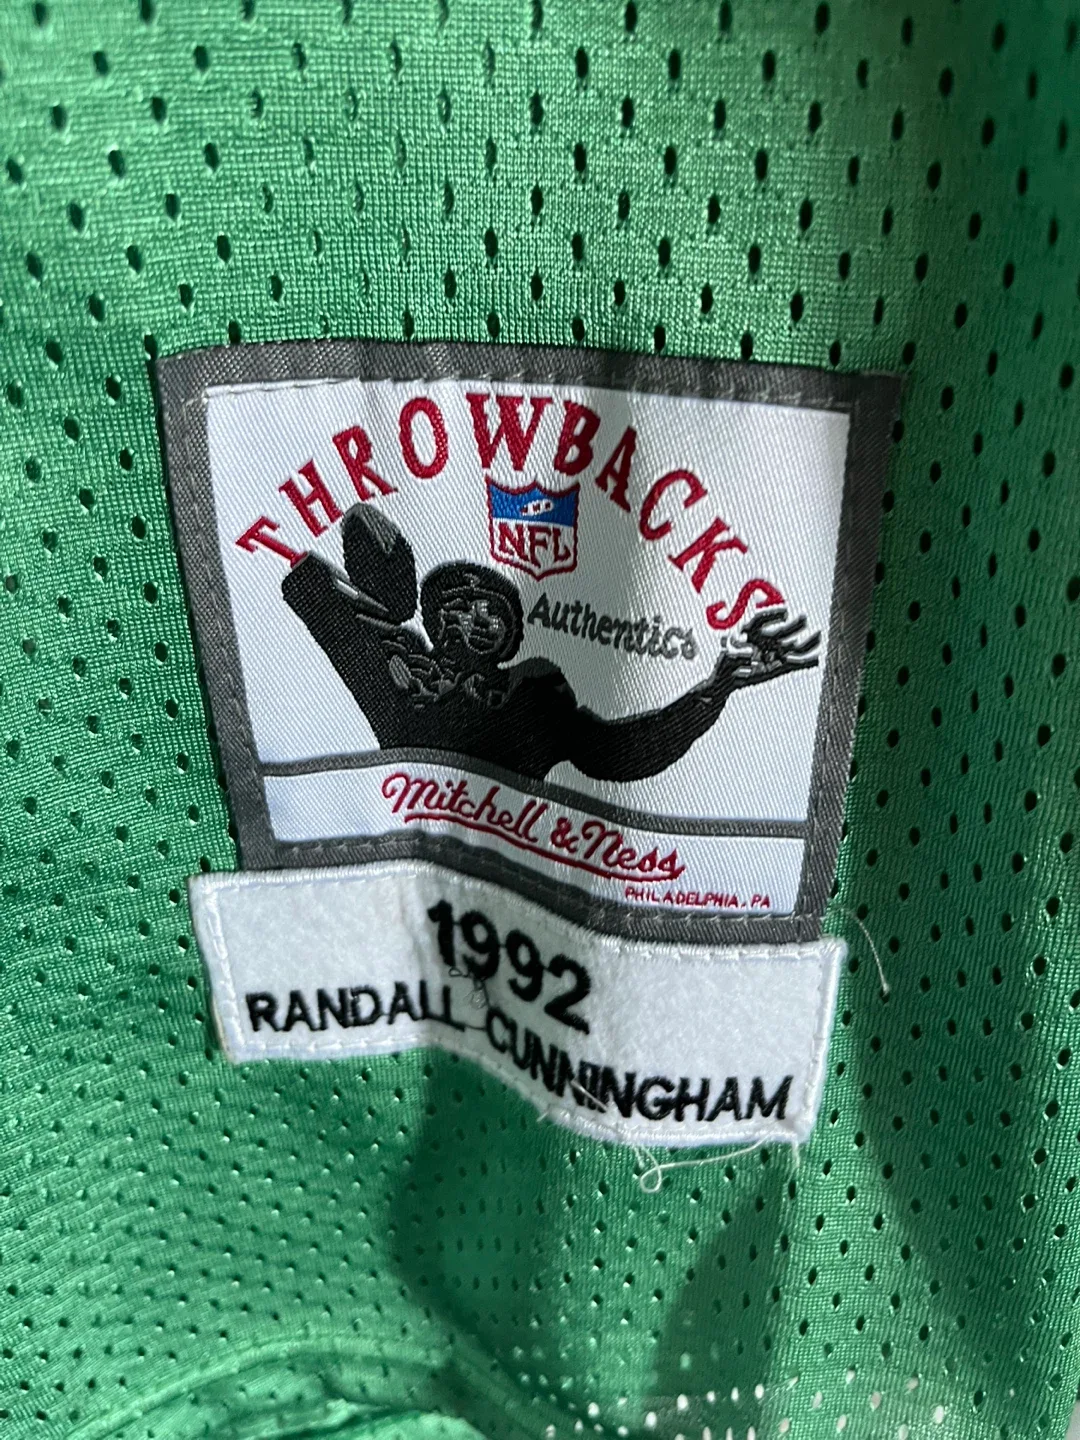 THROWBACKS
NFL
Authentics
Mitchell & Ness
PHILADELPHIA, PA
1992
RANDALL CUNNINGHAM